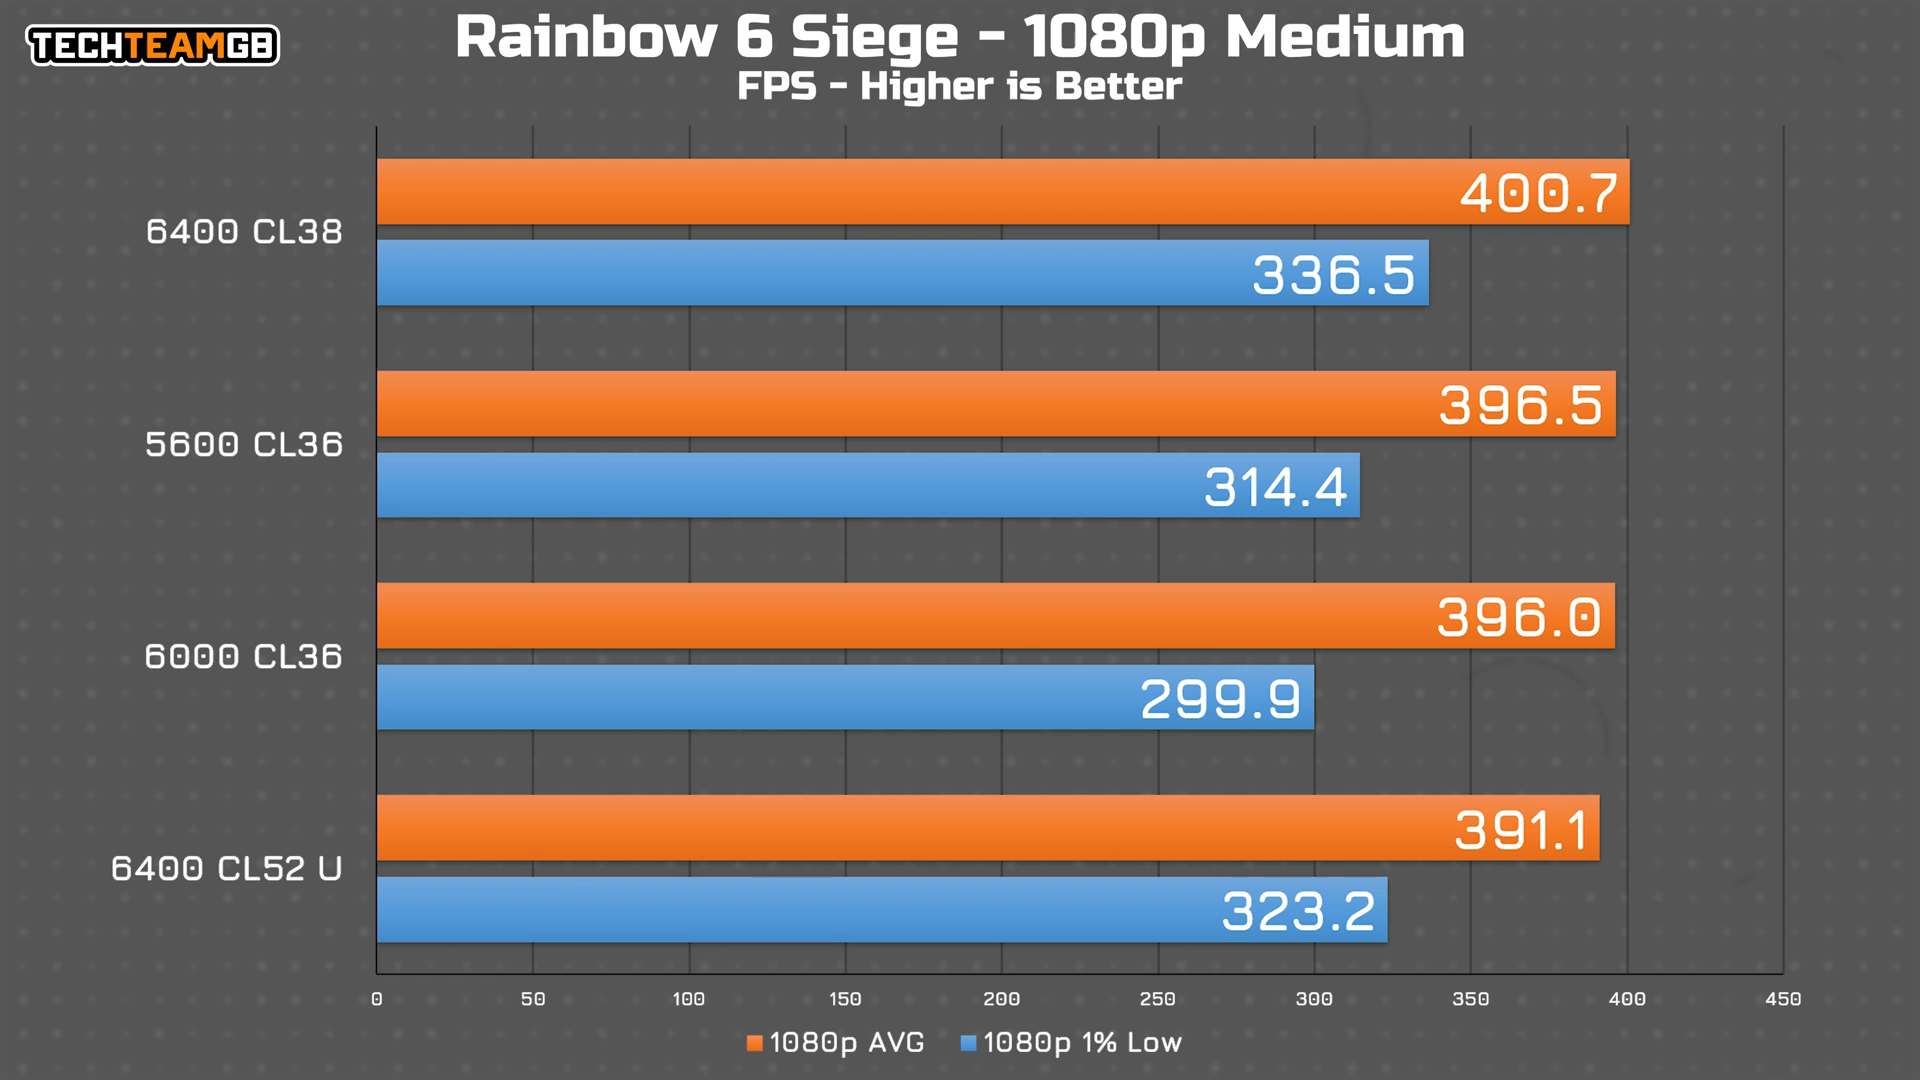 TECHTEAMGB
Rainbow 6 Siege - 1080p Medium
FPS - Higher is Better
6400 CL38
400.7
336.5
5600 CL36
396.5
314.4
6000 CL36
396.0
299.9
6400 CL52 U
391.1
323.2
0 50 100 150 200 250 300 350 400 450
1080p AVG 1080p 1% Low